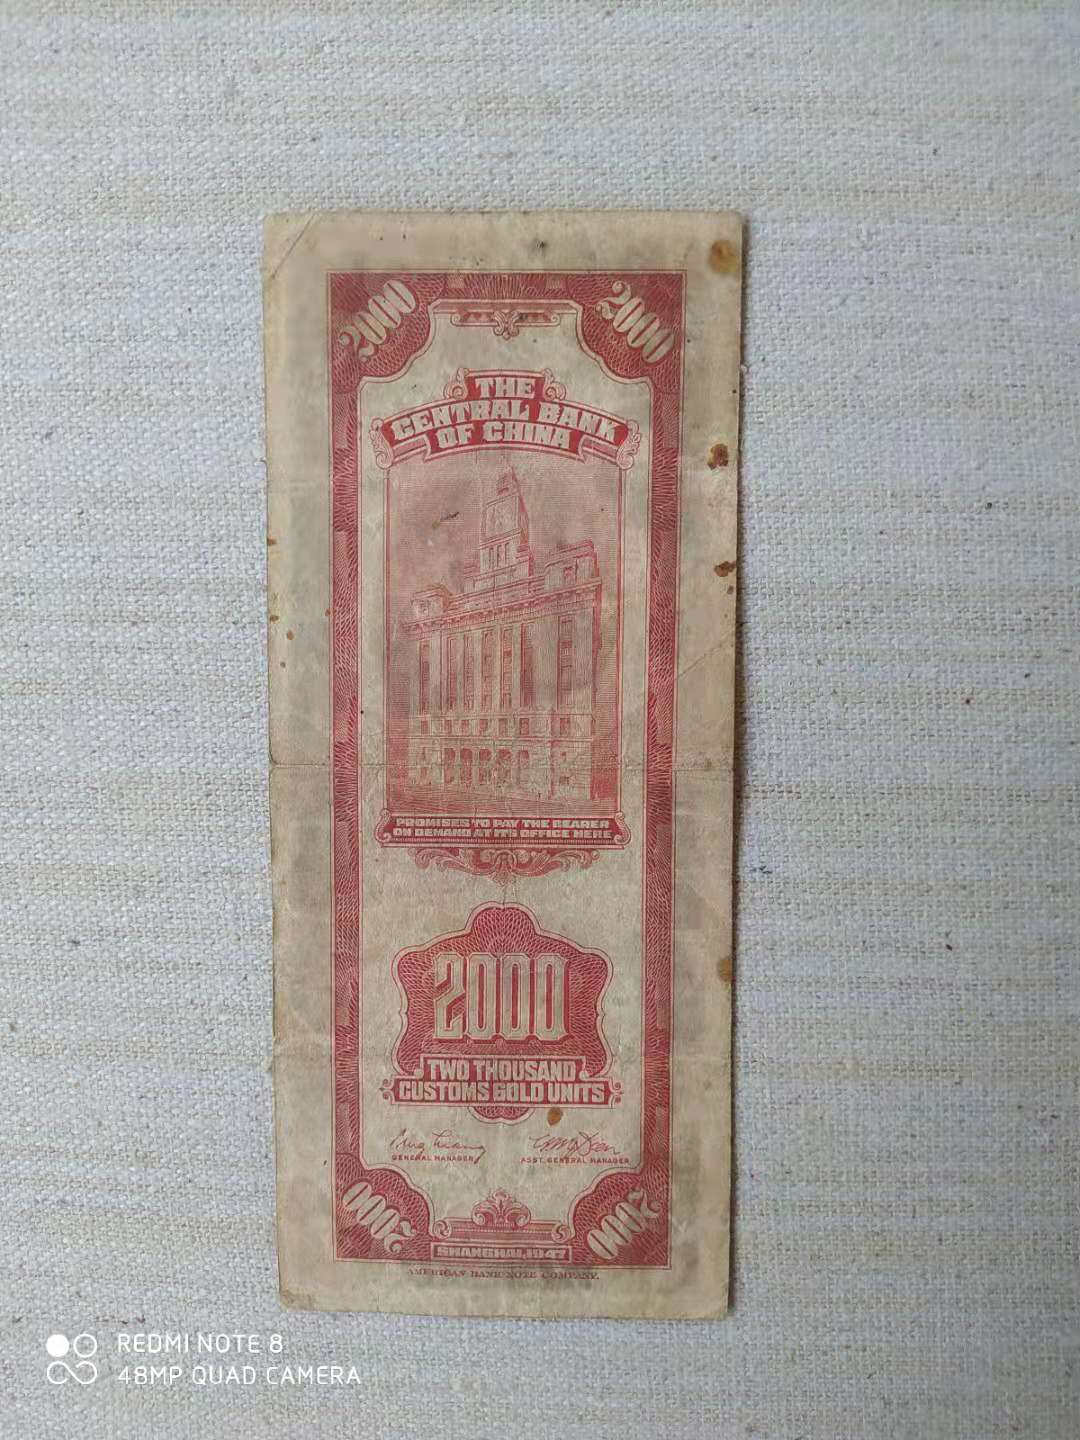 2000 2000
THE
CENTRAL BANK
OF CHINA
PROMISES TO PAY THE BEARER
ON DEMAND AT ITS OFFICE HERE
2000
TWO THOUSAND
CUSTOMS GOLD UNITS
GENERAL MANAGER ASST. GENERAL MANAGER
2000 2000
SHANGHAI, 1947
AMERICAN BANK NOTE COMPANY.
REDMI NOTE 8
48MP QUAD CAMERA